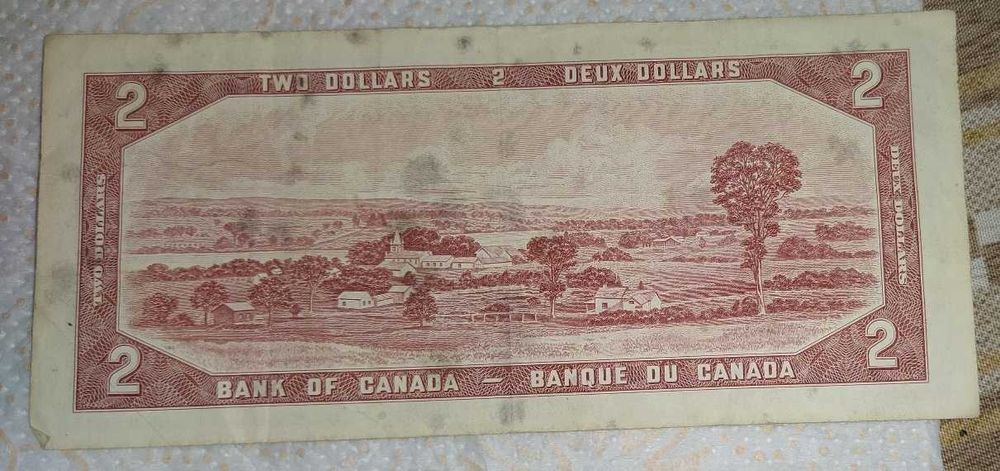 2 TWO DOLLARS 2 DEUX DOLLARS 2
TWO DOLLARS
DEUX DOLLARS
2 BANK OF CANADA – BANQUE DU CANADA 2